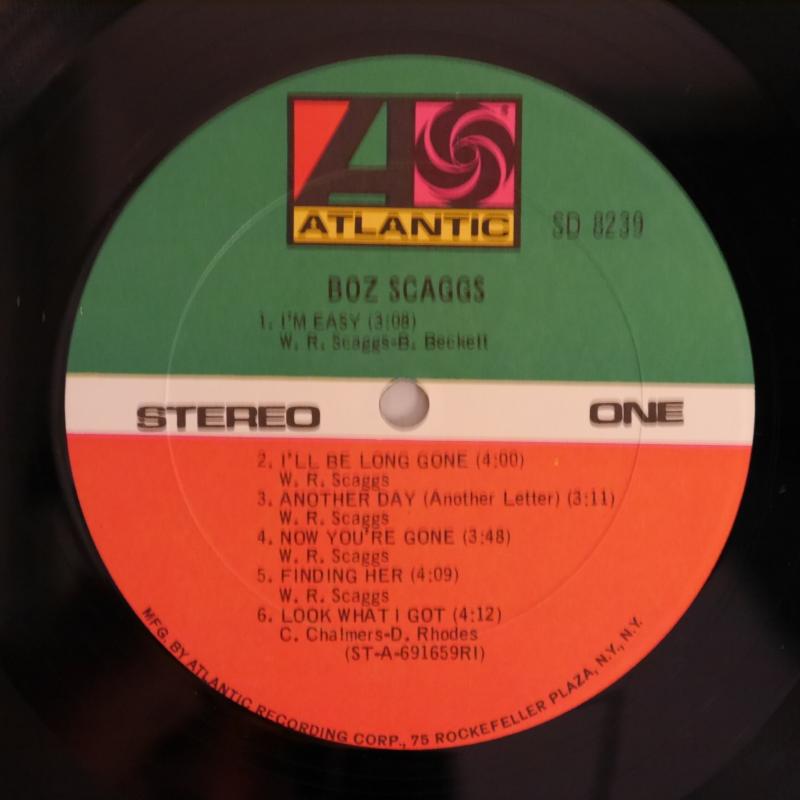 ATLANTIC
SD 8239
BOZ SCAGGS
1. I'M EASY (3:08)
W. R. Scaggs-B. Beckett
STEREO
ONE
2. I'LL BE LONG GONE (4:00)
W. R. Scaggs
3. ANOTHER DAY (Another Letter) (3:11)
W. R. Scaggs
4. NOW YOU'RE GONE (3:48)
W. R. Scaggs
5. FINDING HER (4:09)
W. R. Scaggs
6. LOOK WHAT I GOT (4:12)
C. Chalmers-D. Rhodes
(ST-A-691659RI)
MFG. BY ATLANTIC RECORDING CORP., 75 ROCKEFELLER PLAZA, N.Y., N.Y.